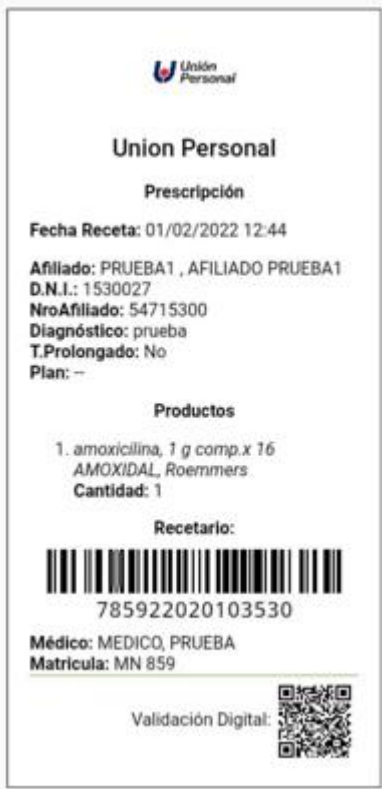 Unión
Personal
Union Personal
Prescripción
Fecha Receta: 01/02/2022 12:44
Afiliado: PRUEBA1 , AFILIADO PRUEBA1
D.N.I.: 1530027
NroAfiliado: 54715300
Diagnóstico: prueba
T.Prolongado: No
Plan: --
Productos
1. amoxicilina, 1 g comp.x 16
AMOXIDAL, Roemmers
Cantidad: 1
Recetario:
785922020103530
Médico: MEDICO, PRUEBA
Matricula: MN 859
Validación Digital: